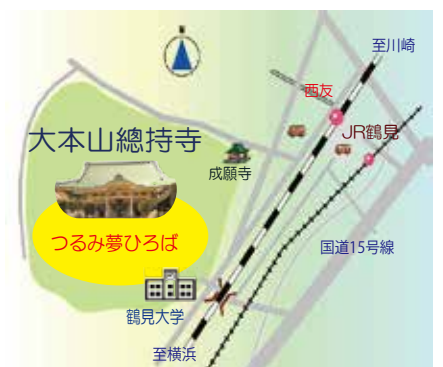 至川崎
西友
JR鶴見
大本山總持寺
成願寺
つるみ夢ひろば
国道15号線
鶴見大学
至横浜